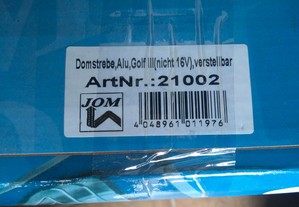 Domstrebe,Alu,Golf III(nicht 16V),verstellbar
ArtNr.:21002
JOM
4 048961 011976